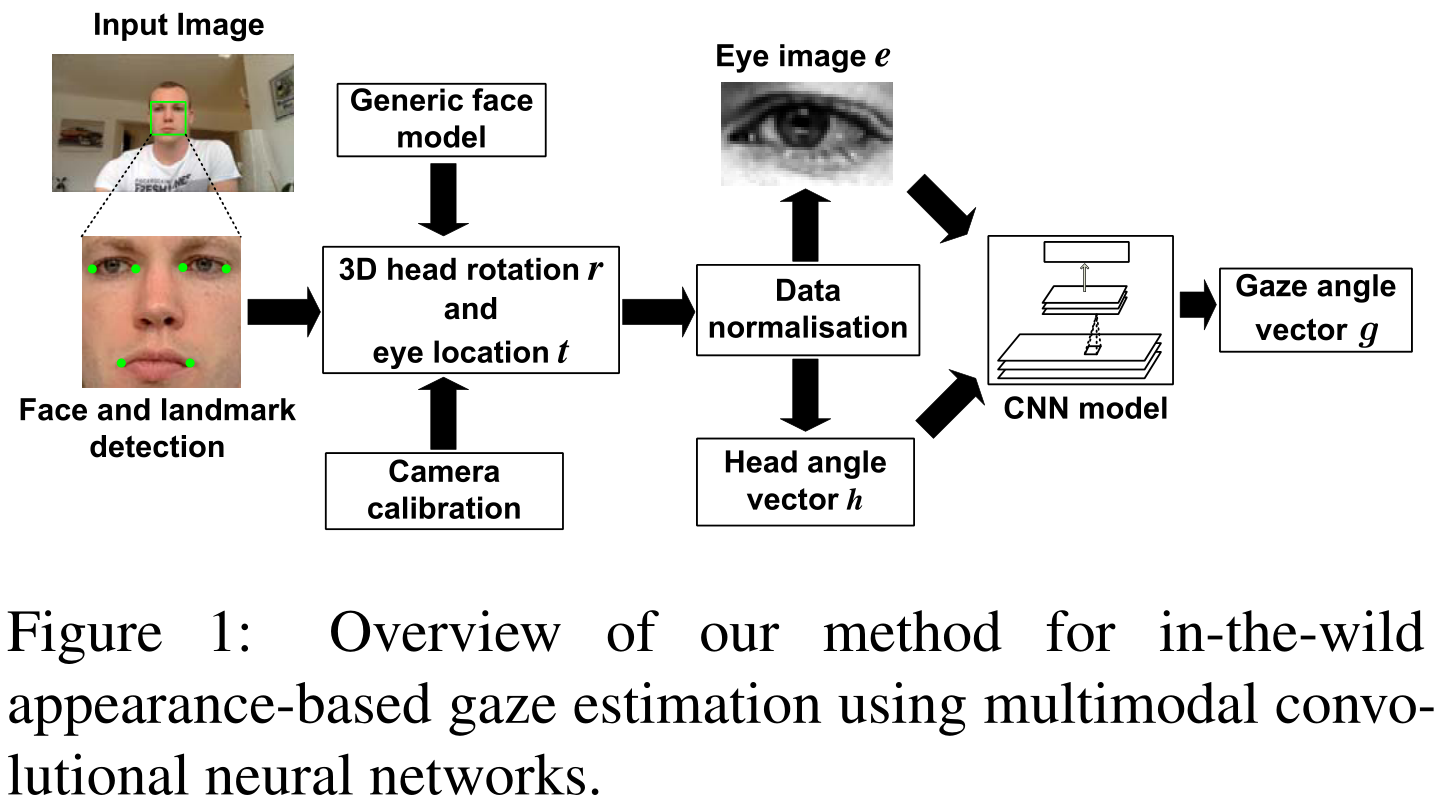 Input Image
Face and landmark
detection
Generic face
model
3D head rotation r
and
eye location t
Camera
calibration
Eye image e
Data
normalisation
Head angle
vector h
CNN model
Gaze angle
vector g
Figure 1: Overview of our method for in-the-wild
appearance-based gaze estimation using multimodal convo-
lutional neural networks.